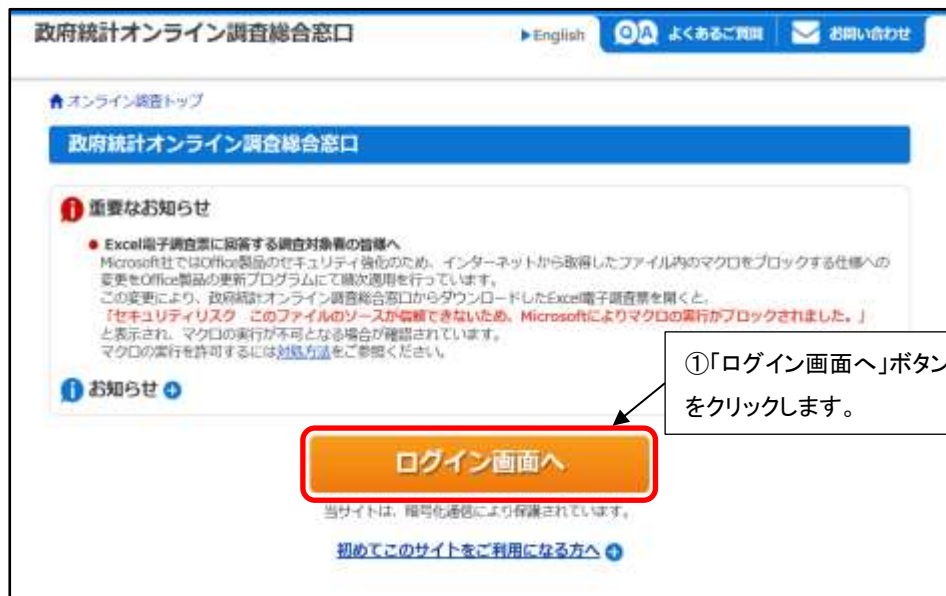 政府統計オンライン調査総合窓口
▶English
QA よくあるご質問
お問い合わせ
オンライン調査トップ
政府統計オンライン調査総合窓口
重要なお知らせ
● Excel電子調査票に回答する調査対象者の皆様へ
Microsoft社ではOffice製品のセキュリティ強化のため、インターネットから取得したファイル内のマクロをブロックする仕様への
変更をOffice製品の更新プログラムにて順次適用を行っています。
この変更により、政府統計オンライン調査総合窓口からダウンロードしたExcel電子調査票を開くと、
「セキュリティリスク このファイルのソースが信頼できないため、Microsoftによりマクロの実行がブロックされました。」
と表示され、マクロの実行が不可となる場合が確認されています。
マクロの実行を許可するには対処方法をご参照ください。
①「ログイン画面へ」ボタン
をクリックします。
お知らせ
ログイン画面へ
当サイトは、暗号化通信により保護されています。
初めてこのサイトをご利用になる方へ